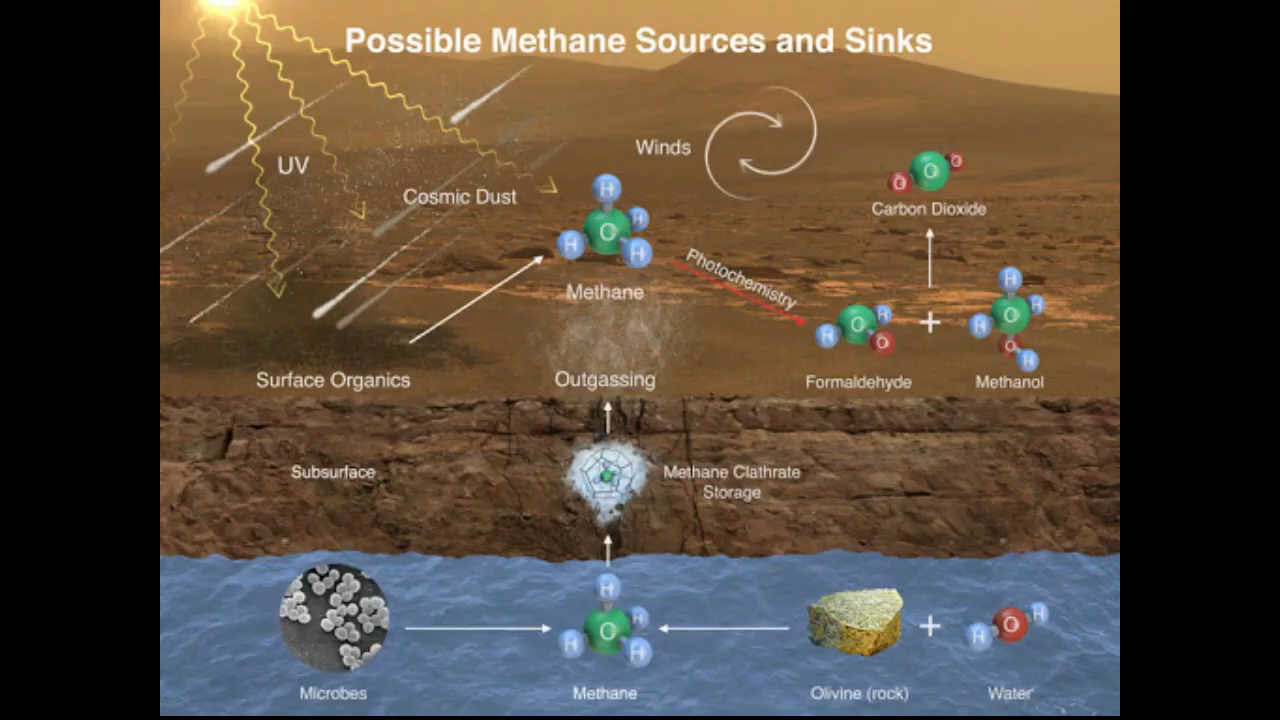 Possible Methane Sources and Sinks
Winds
UV
Cosmic Dust
H
H
O
H
H
Methane
O
O
O
Carbon Dioxide
Photochemistry
H
O
H
O
Formaldehyde
+
H
H
O
H
O
H
Methanol
Surface Organics
Outgassing
Subsurface
Methane Clathrate
Storage
H
H
O
H
H
+
H
O
H
Microbes
Methane
Olivine (rock)
Water